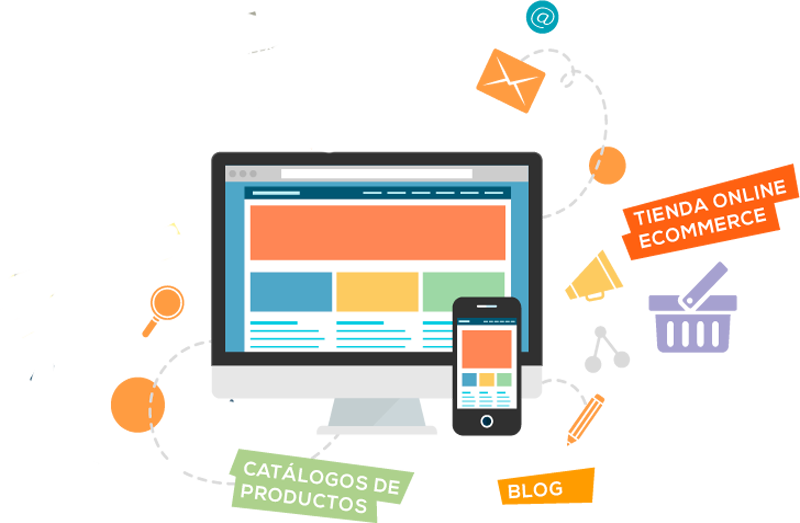 @
TIENDA ONLINE
ECOMMERCE
CATÁLOGOS DE
PRODUCTOS
BLOG